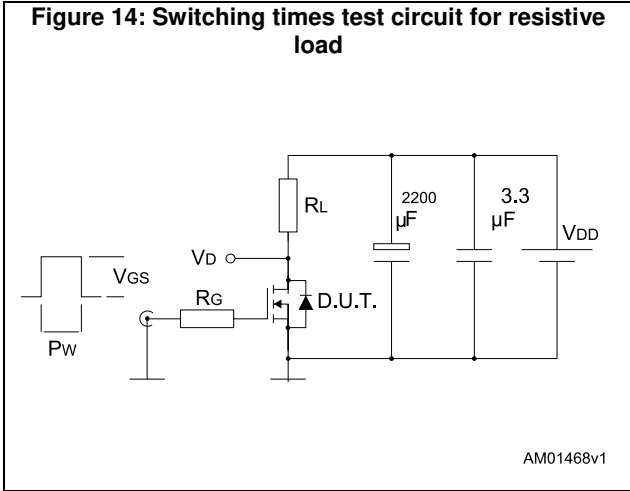 Figure 14: Switching times test circuit for resistive
load
2200
μF
3.3
μF
RL
VDD
VD
VGS
RG
D.U.T.
PW
AM01468v1